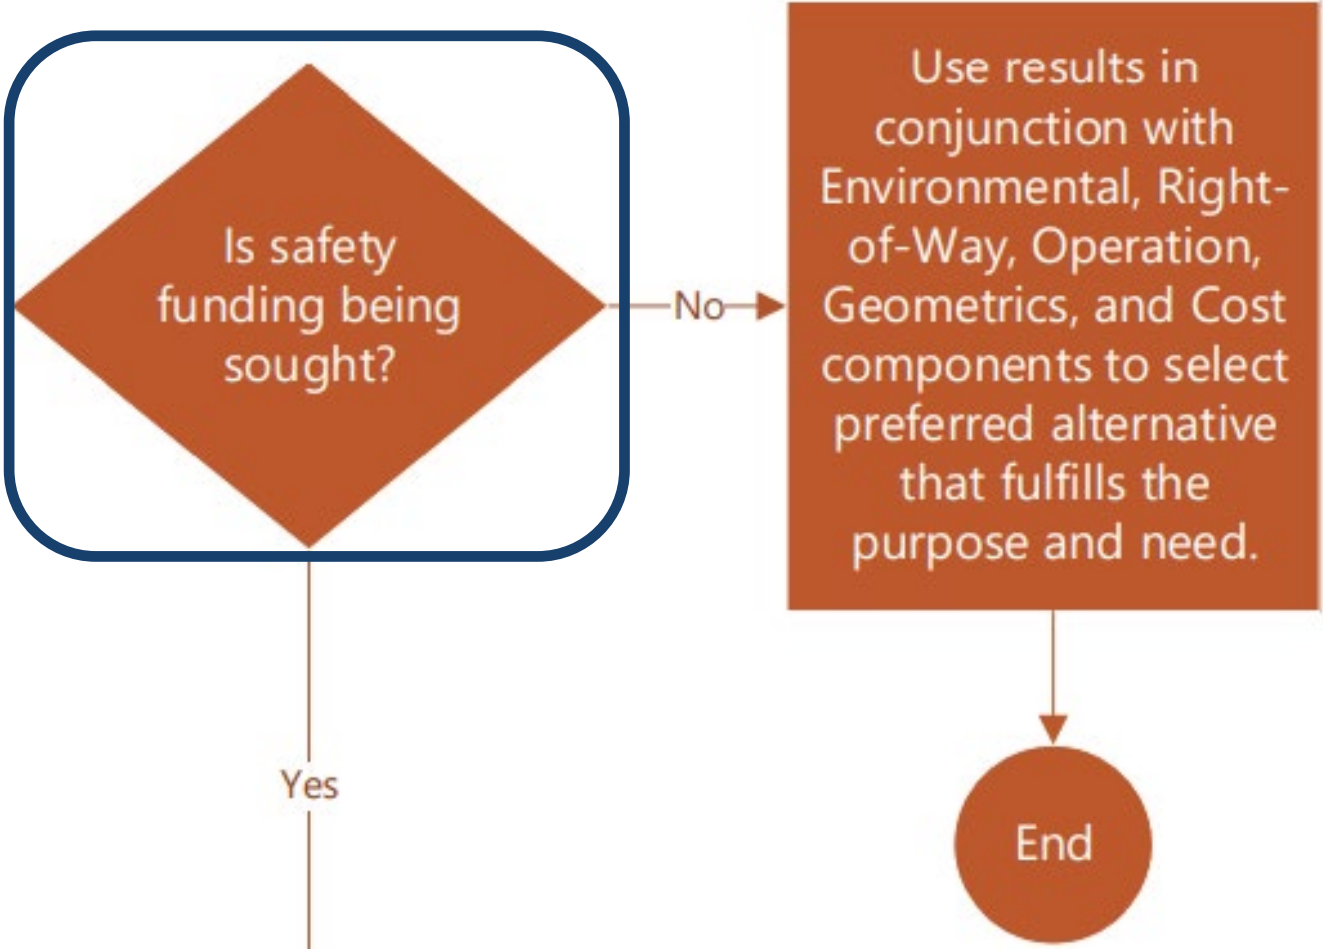 Is safety
funding being
sought?
No
Use results in
conjunction with
Environmental, Right-
of-Way, Operation,
Geometrics, and Cost
components to select
preferred alternative
that fulfills the
purpose and need.
Yes
End